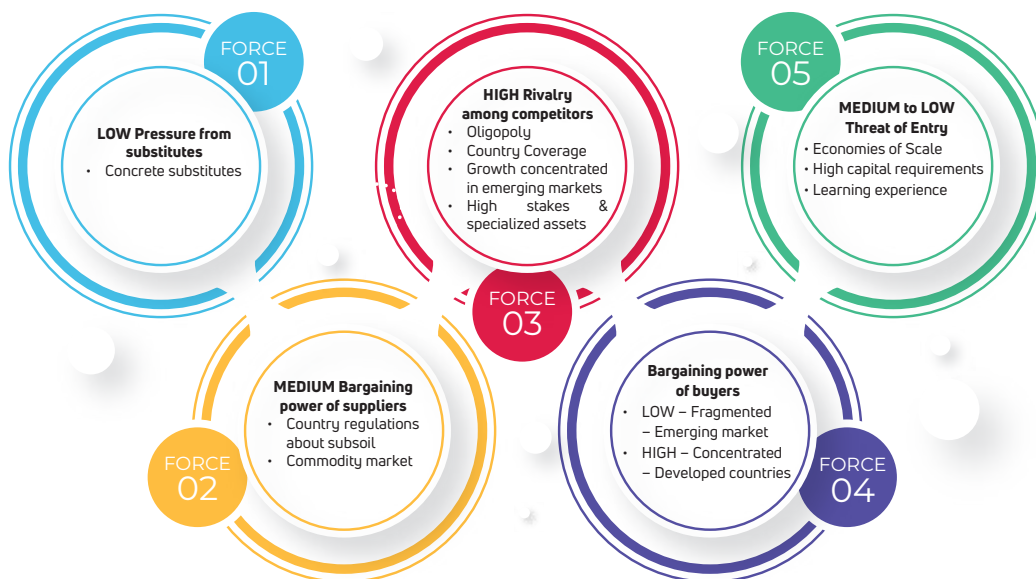 FORCE
01
LOW Pressure from
substitutes
• Concrete substitutes
FORCE
02
MEDIUM Bargaining
power of suppliers
• Country regulations
about subsoil
• Commodity market
HIGH Rivalry
among competitors
• Oligopoly
• Country Coverage
• Growth concentrated
in emerging markets
• High stakes &
specialized assets
FORCE
03
Bargaining power
of buyers
• LOW – Fragmented
– Emerging market
• HIGH – Concentrated
– Developed countries
FORCE
04
FORCE
05
MEDIUM to LOW
Threat of Entry
• Economies of Scale
• High capital requirements
• Learning experience